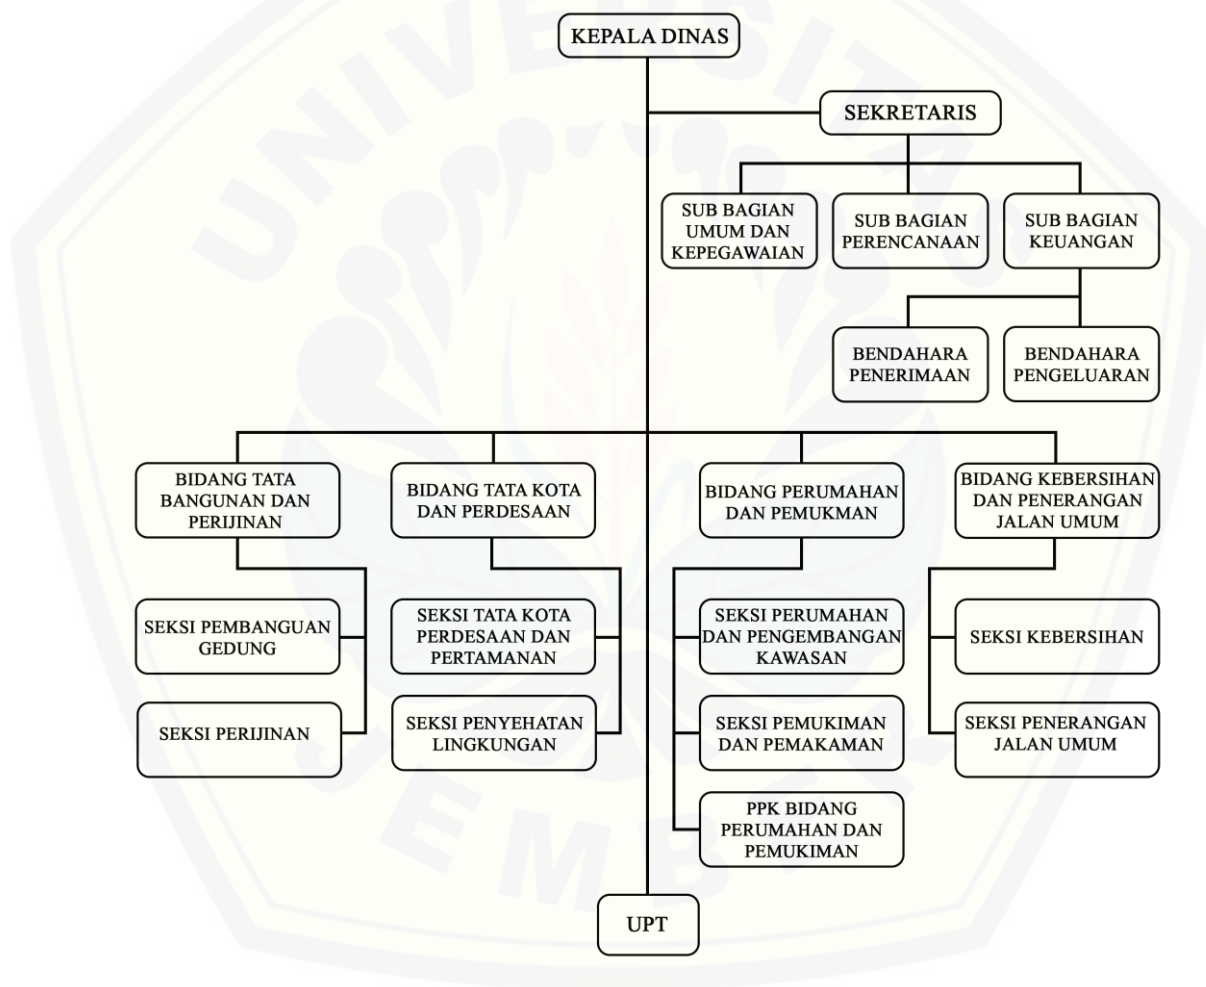 KEPALA DINAS
SEKRETARIS
SUB BAGIAN
UMUM DAN
KEPEGAWAIAN
SUB BAGIAN
PERENCANAAN
SUB BAGIAN
KEUANGAN
BENDAHARA
PENERIMAAN
BENDAHARA
PENGELUARAN
BIDANG TATA
BANGUNAN DAN
PERIJINAN
BIDANG TATA KOTA
DAN PERDESAAN
BIDANG PERUMAHAN
DAN PEMUKMAN
BIDANG KEBERSIHAN
DAN PENERANGAN
JALAN UMUM
SEKSI PEMBANGUAN
GEDUNG
SEKSI TATA KOTA
PERDESAAN DAN
PERTAMANAN
SEKSI PERUMAHAN
DAN PENGEMBANGAN
KAWASAN
SEKSI KEBERSIHAN
SEKSI PERIJINAN
SEKSI PENYEHATAN
LINGKUNGAN
SEKSI PEMUKIMAN
DAN PEMAKAMAN
SEKSI PENERANGAN
JALAN UMUM
PPK BIDANG
PERUMAHAN DAN
PEMUKIMAN
UPT
UNIVERSITAS
JEMBER